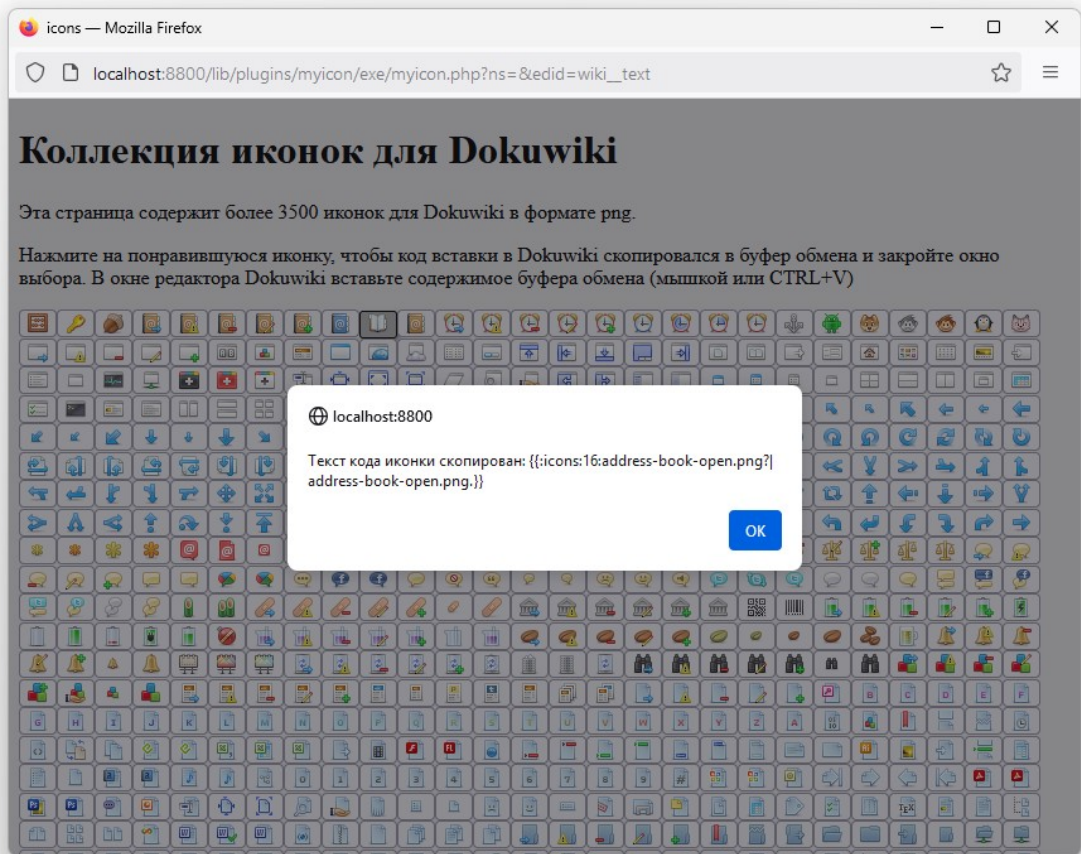 icons — Mozilla Firefox
localhost:8800/lib/plugins/myicon/exe/myicon.php?ns=&edid=wiki__text
Коллекция иконок для Dokuwiki
Эта страница содержит более 3500 иконок для Dokuwiki в формате png.
Нажмите на понравившуюся иконку, чтобы код вставки в Dokuwiki скопировался в буфер обмена и закройте окно
выбора. В окне редактора Dokuwiki вставьте содержимое буфера обмена (мышкой или CTRL+V)
localhost:8800
Текст кода иконки скопирован: {{:icons:16:address-book-open.png?|
address-book-open.png.}}
OK